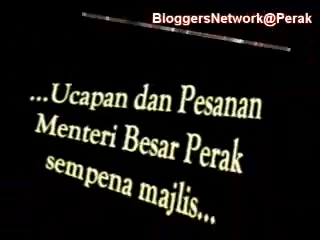 BloggersNetwork@Perak
...Ucapan dan Pesanan
Menteri Besar Perak
sempena majlis...